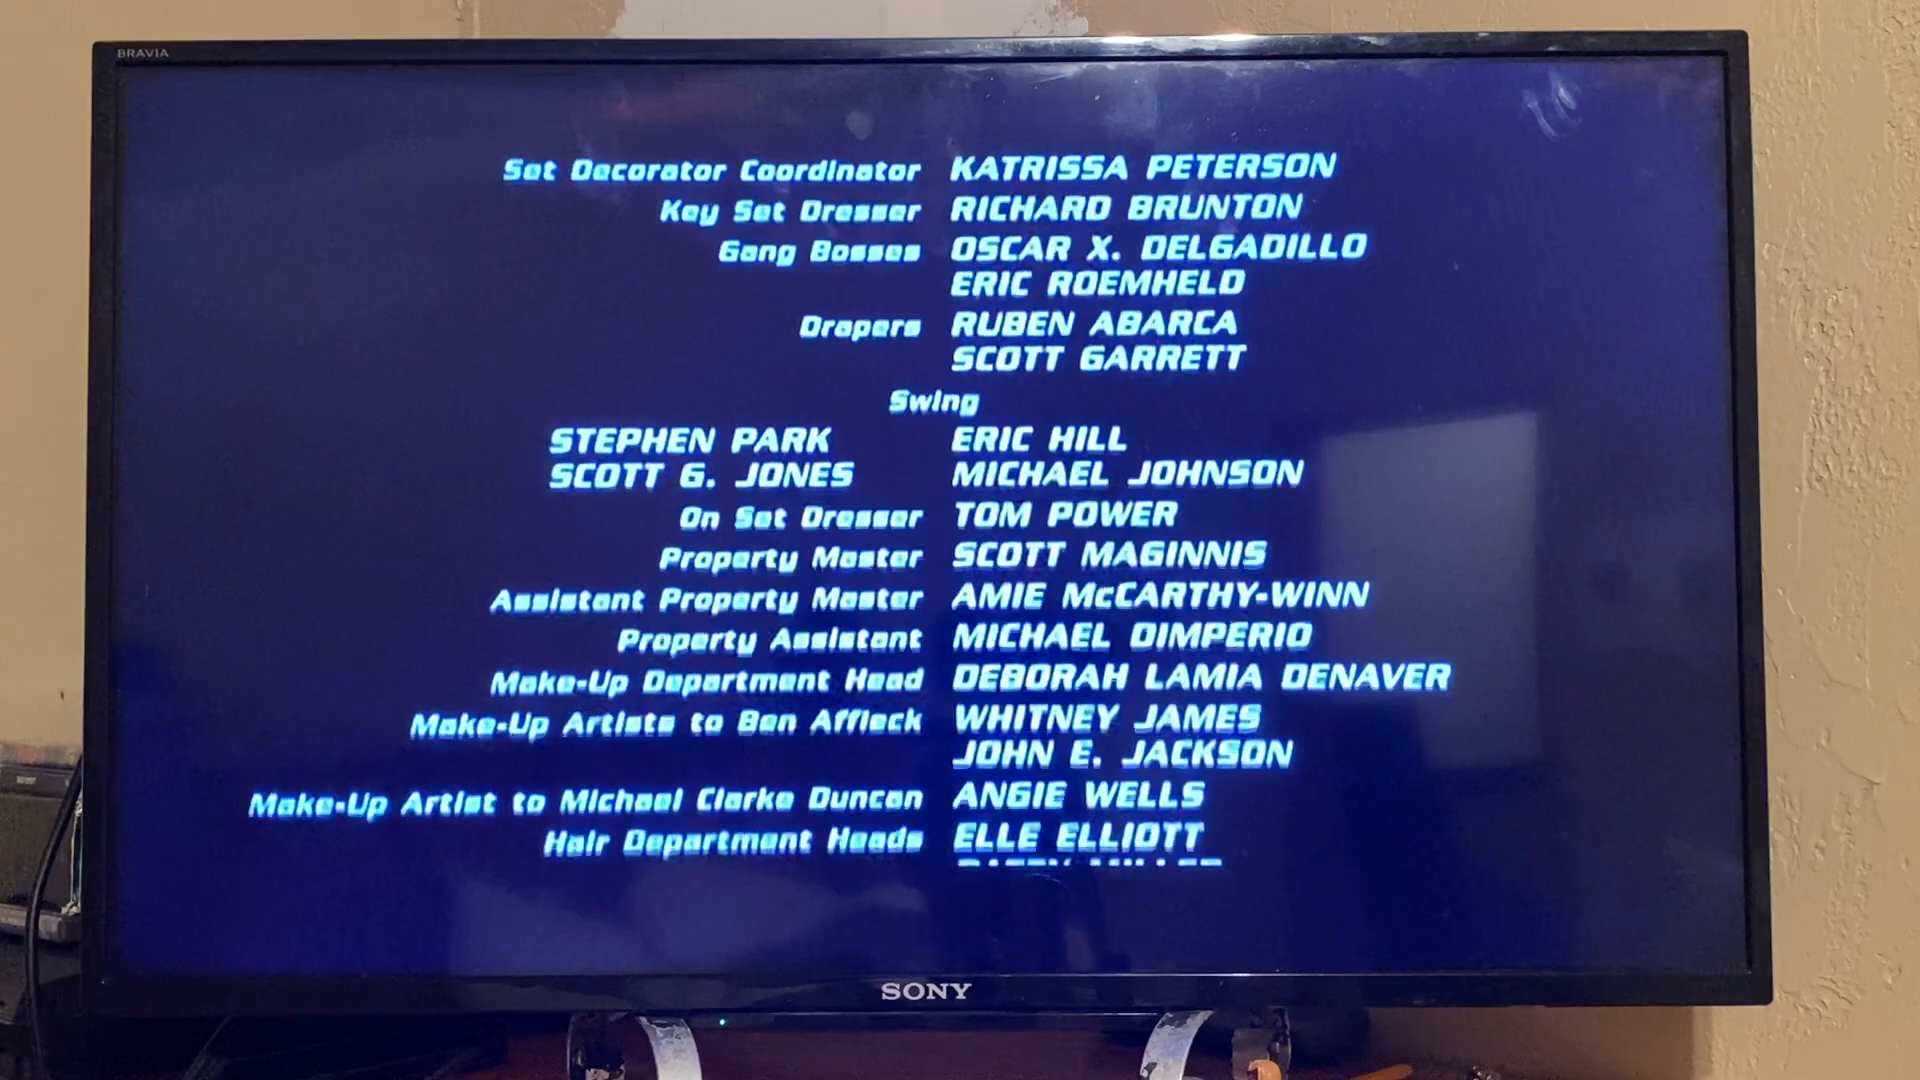 BRAVIA
Set Decorator Coordinator KATRISSA PETERSON
Key Set Dresser RICHARD BRUNTON
Gang Bosses OSCAR X. DELGADILLO
ERIC ROEMHELD
Drapers RUBEN ABARCA
SCOTT GARRETT
Swing
STEPHEN PARK ERIC HILL
SCOTT G. JONES MICHAEL JOHNSON
On Set Dresser TOM POWER
Property Master SCOTT MAGINNIS
Assistant Property Master AMIE McCARTHY-WINN
Property Assistant MICHAEL DIMPERIO
Make-Up Department Head DEBORAH LAMIA DENAVER
Make-Up Artists to Ben Affleck WHITNEY JAMES
JOHN E. JACKSON
Make-Up Artist to Michael Clarke Duncan ANGIE WELLS
Hair Department Heads ELLE ELLIOTT
SONY